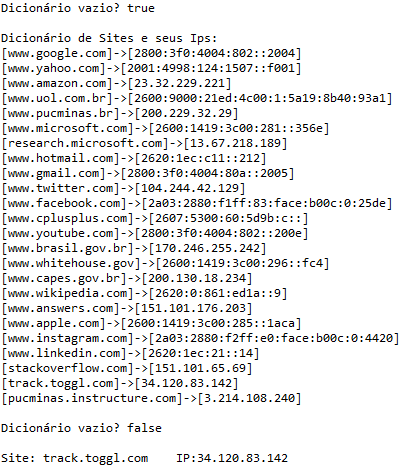 Dicionário vazio? true
Dicionário de Sites e seus Ips:
[www.google.com]->[2800:3f0:4004:802::2004]
[www.yahoo.com]->[2001:4998:124:1507::f001]
[www.amazon.com]->[23.32.229.221]
[www.uol.com.br]->[2600:9000:21ed:4c00:1:5a19:8b40:93a1]
[www.pucminas.br]->[200.229.32.29]
[www.microsoft.com]->[2600:1419:3c00:281::356e]
[research.microsoft.com]->[13.67.218.189]
[www.hotmail.com]->[2620:1ec:c11::212]
[www.gmail.com]->[2800:3f0:4004:80a::2005]
[www.twitter.com]->[104.244.42.129]
[www.facebook.com]->[2a03:2880:f1ff:83:face:b00c:0:25de]
[www.cplusplus.com]->[2607:5300:60:5d9b:c::]
[www.youtube.com]->[2800:3f0:4004:802::200e]
[www.brasil.gov.br]->[170.246.255.242]
[www.whitehouse.gov]->[2600:1419:3c00:296::fc4]
[www.capes.gov.br]->[200.130.18.234]
[www.wikipedia.com]->[2620:0:861:ed1a::9]
[www.answers.com]->[151.101.176.203]
[www.apple.com]->[2600:1419:3c00:285::1aca]
[www.instagram.com]->[2a03:2880:f2ff:e0:face:b00c:0:4420]
[www.linkedin.com]->[2620:1ec:21::14]
[stackoverflow.com]->[151.101.65.69]
[track.toggl.com]->[34.120.83.142]
[pucminas.instructure.com]->[3.214.108.240]
Dicionário vazio? false
Site: track.toggl.com    IP:34.120.83.142